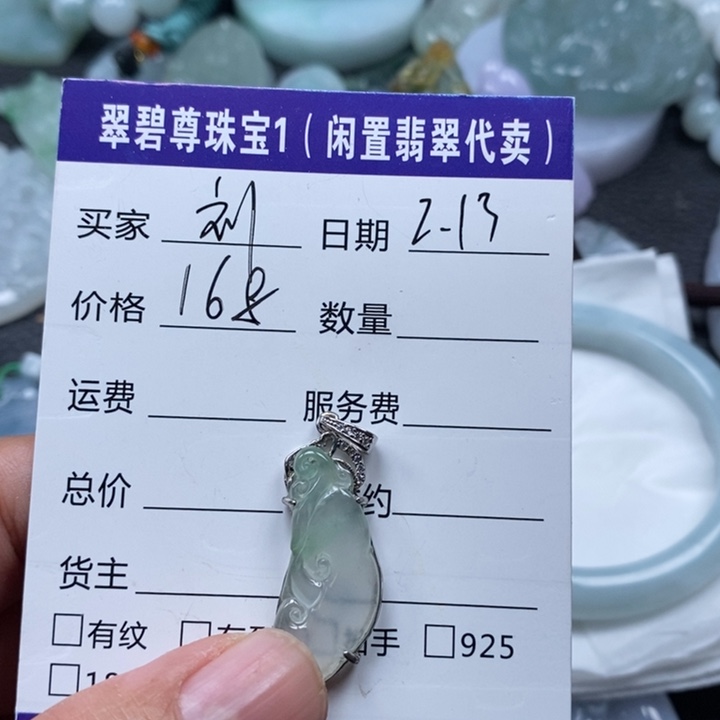 翠碧尊珠宝1(闲置翡翠代卖)
买家 刘 日期 2-13
价格 168 数量
运费 服务费
总价 约
货主
□有纹 □有 手 □925
□18